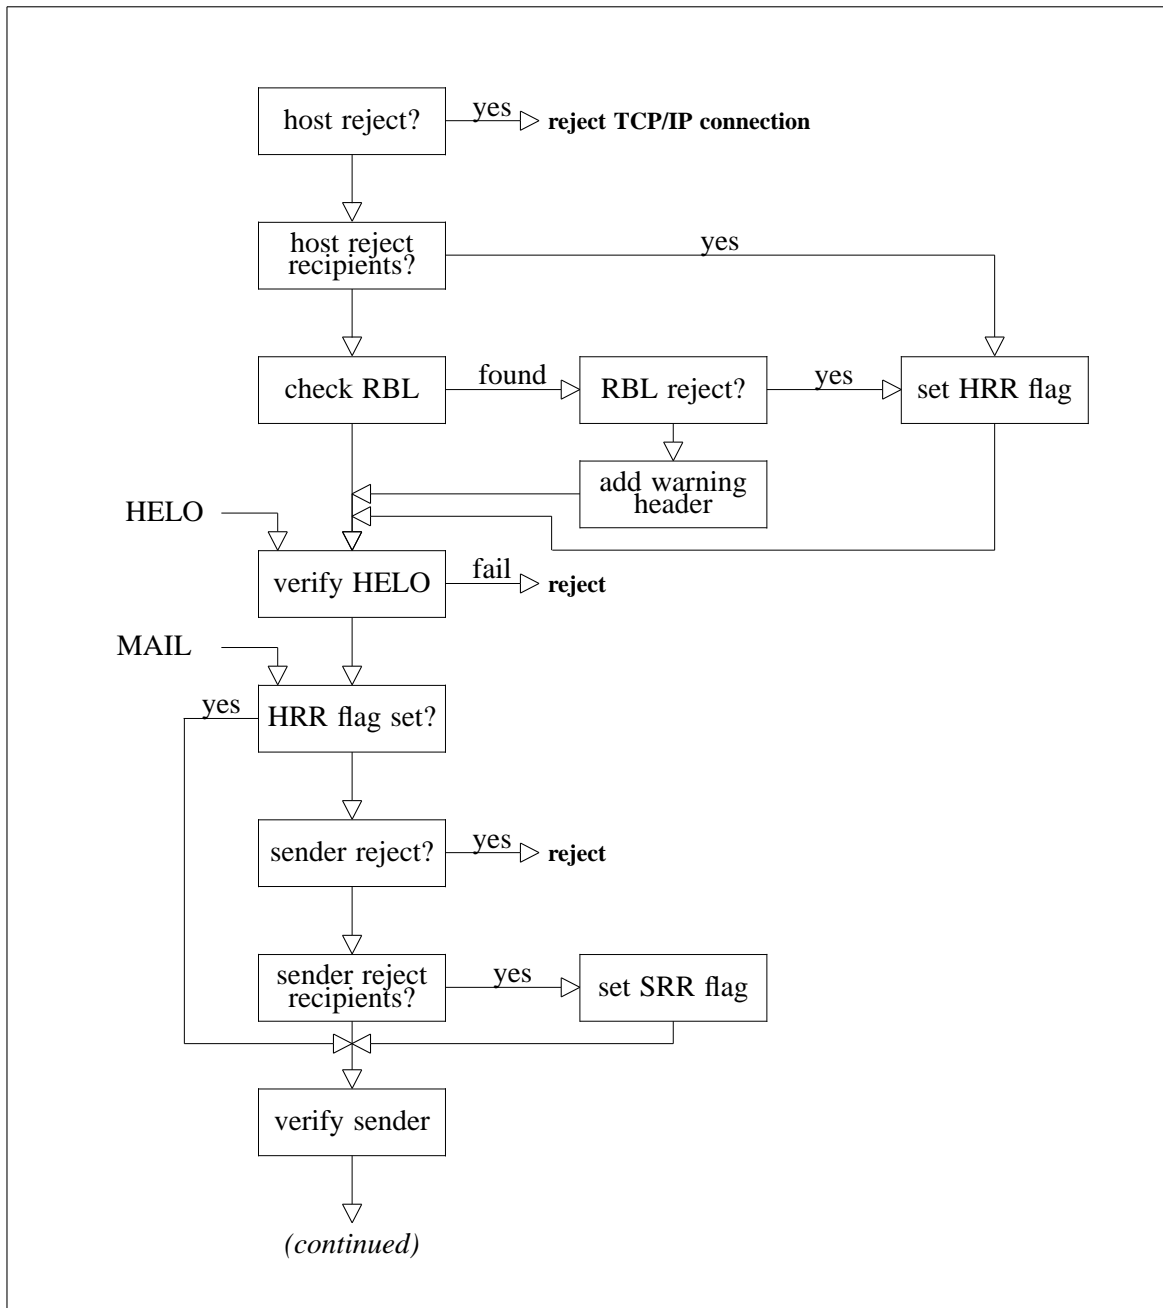 host reject?
yes
reject TCP/IP connection
host reject
recipients?
yes
check RBL
found
RBL reject?
yes
set HRR flag
add warning
header
HELO
verify HELO
fail
reject
MAIL
yes
HRR flag set?
sender reject?
yes
reject
sender reject
recipients?
yes
set SRR flag
verify sender
(continued)